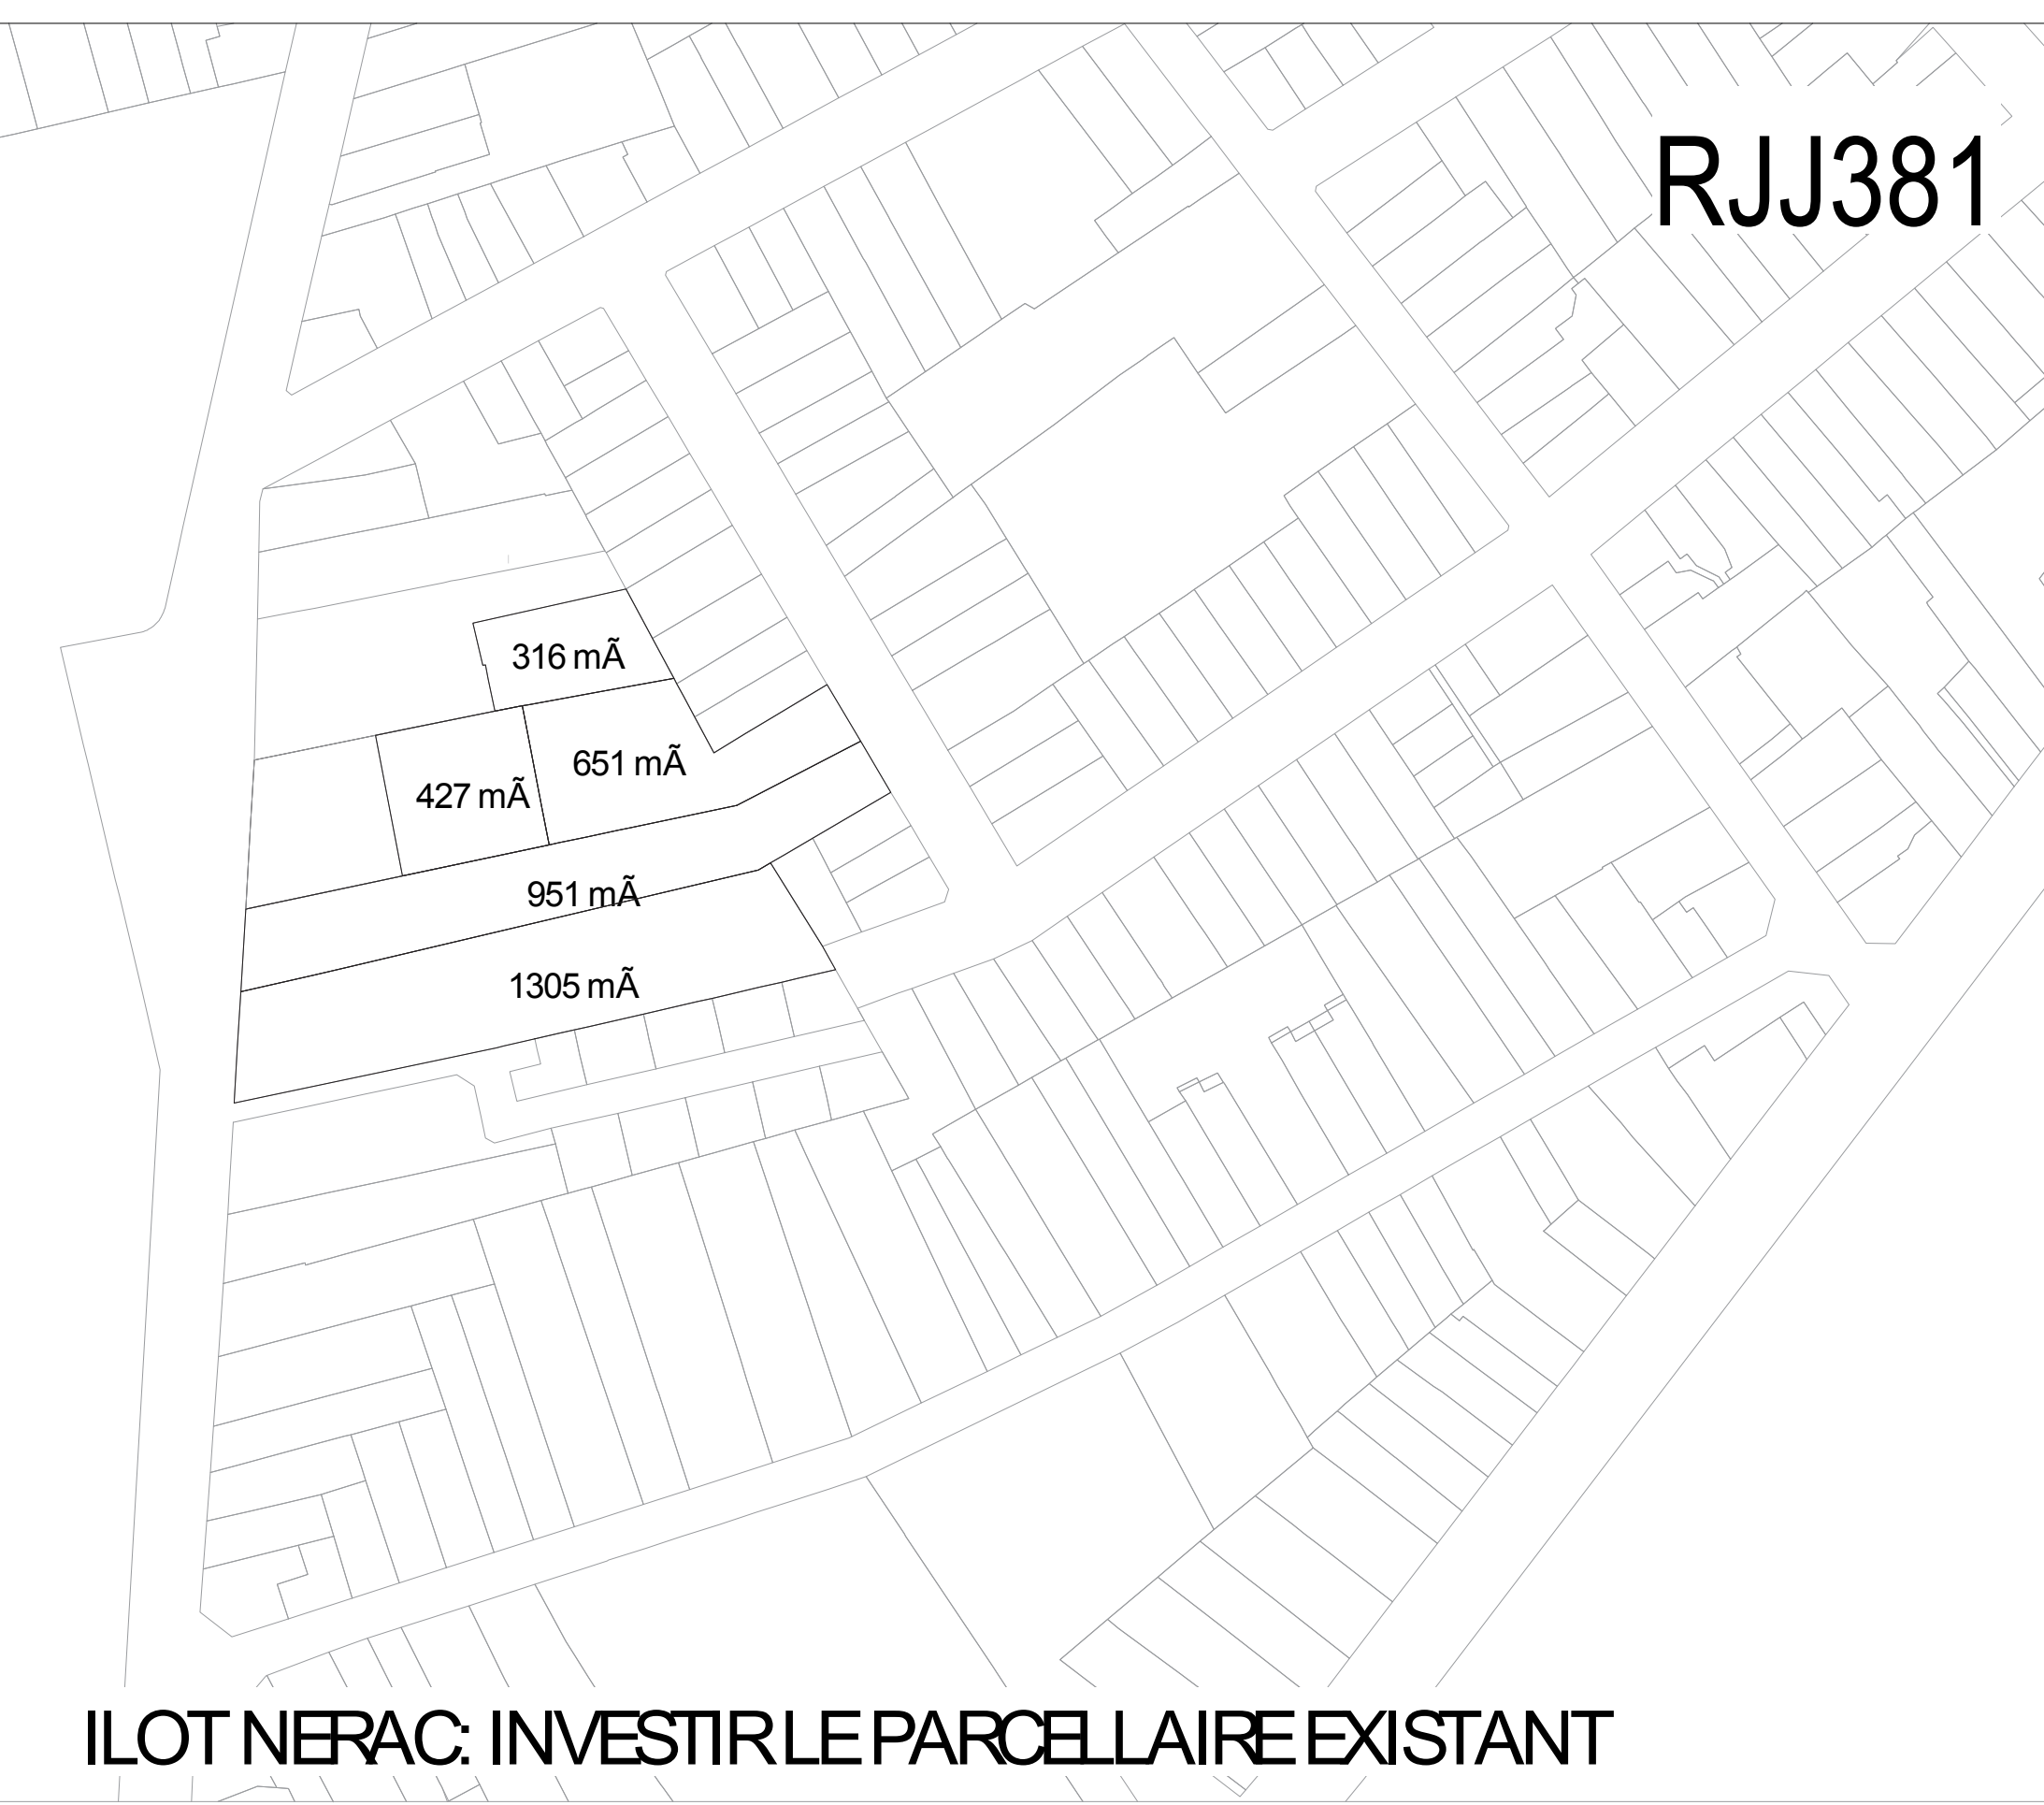 RJJ381
316 mÃ
651 mÃ
427 mÃ
951 mÃ
1305 mÃ
ILOT NERAC: INVESTIR LE PARCELLAIRE EXISTANT